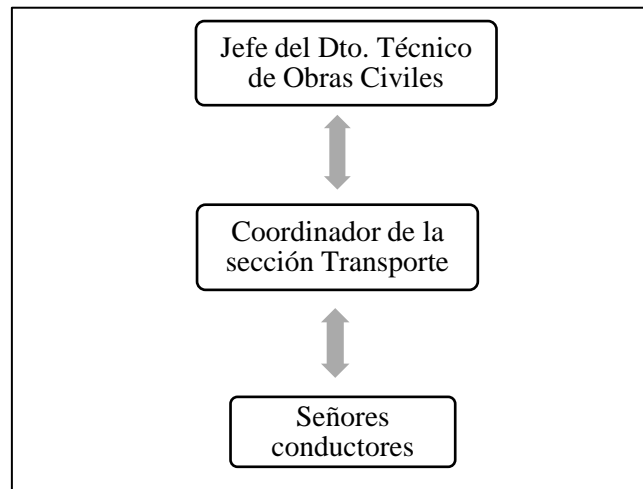 Jefe del Dto. Técnico
de Obras Civiles
Coordinador de la
sección Transporte
Señores
conductores